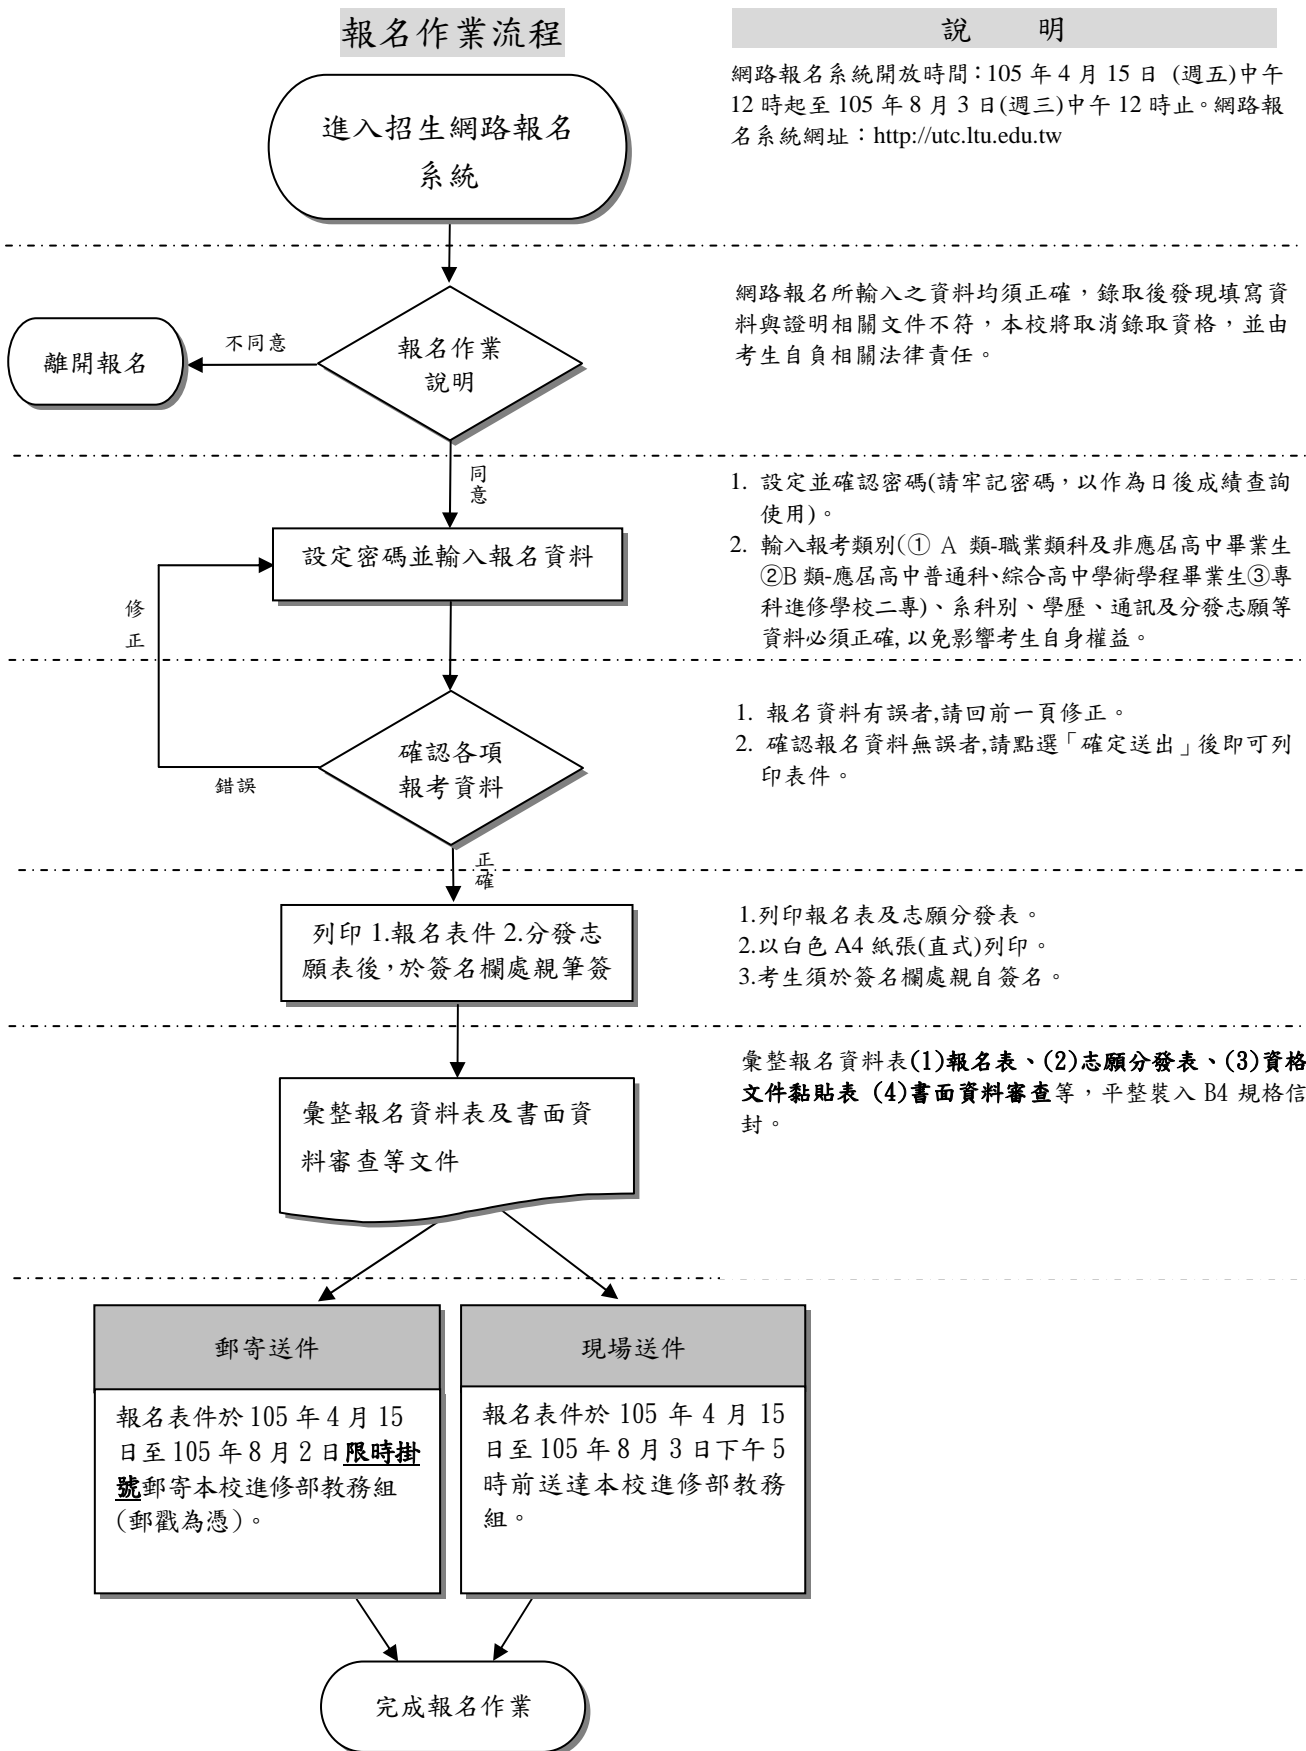 報名作業流程
說 明
進入招生網路報名
系統
網路報名系統開放時間：105 年 4 月 15 日 (週五)中午
12 時起至 105 年 8 月 3 日(週三)中午 12 時止。網路報
名系統網址：http://utc.ltu.edu.tw
離開報名
不同意
報名作業
說明
網路報名所輸入之資料均須正確，錄取後發現填寫資
料與證明相關文件不符，本校將取消錄取資格，並由
考生自負相關法律責任。
同意
設定密碼並輸入報名資料
修正
1. 設定並確認密碼(請牢記密碼，以作為日後成績查詢
使用)。
2. 輸入報考類別(① A 類-職業類科及非應屆高中畢業生
②B 類-應屆高中普通科、綜合高中學術學程畢業生③專
科進修學校二專)、系科別、學歷、通訊及分發志願等
資料必須正確, 以免影響考生自身權益。
確認各項
報考資料
錯誤
1. 報名資料有誤者,請回前一頁修正。
2. 確認報名資料無誤者,請點選「確定送出」後即可列
印表件。
正確
列印 1.報名表件 2.分發志
願表後，於簽名欄處親筆簽
1.列印報名表及志願分發表。
2.以白色 A4 紙張(直式)列印。
3.考生須於簽名欄處親自簽名。
彙整報名資料表及書面資
料審查等文件
彙整報名資料表(1)報名表、(2)志願分發表、(3)資格
文件黏貼表 (4)書面資料審查等，平整裝入 B4 規格信
封。
郵寄送件
報名表件於 105 年 4 月 15
日至 105 年 8 月 2 日限時掛
號郵寄本校進修部教務組
(郵戳為憑)。
現場送件
報名表件於 105 年 4 月 15
日至 105 年 8 月 3 日下午 5
時前送達本校進修部教務
組。
完成報名作業